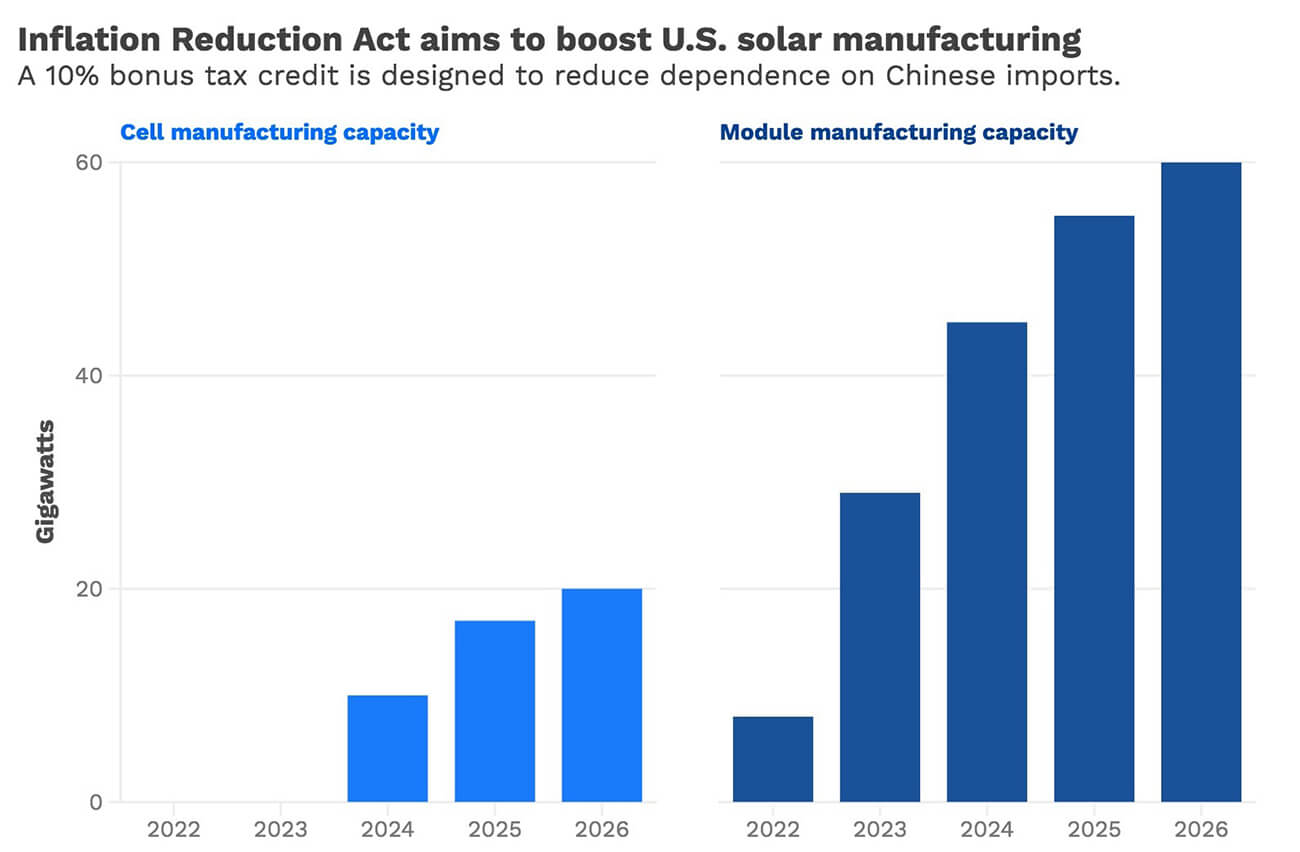 Inflation Reduction Act aims to boost U.S. solar manufacturing
A 10% bonus tax credit is designed to reduce dependence on Chinese imports.
Cell manufacturing capacity
Module manufacturing capacity
60
40
20
0
Gigawatts
2022 2023 2024 2025 2026
2022 2023 2024 2025 2026